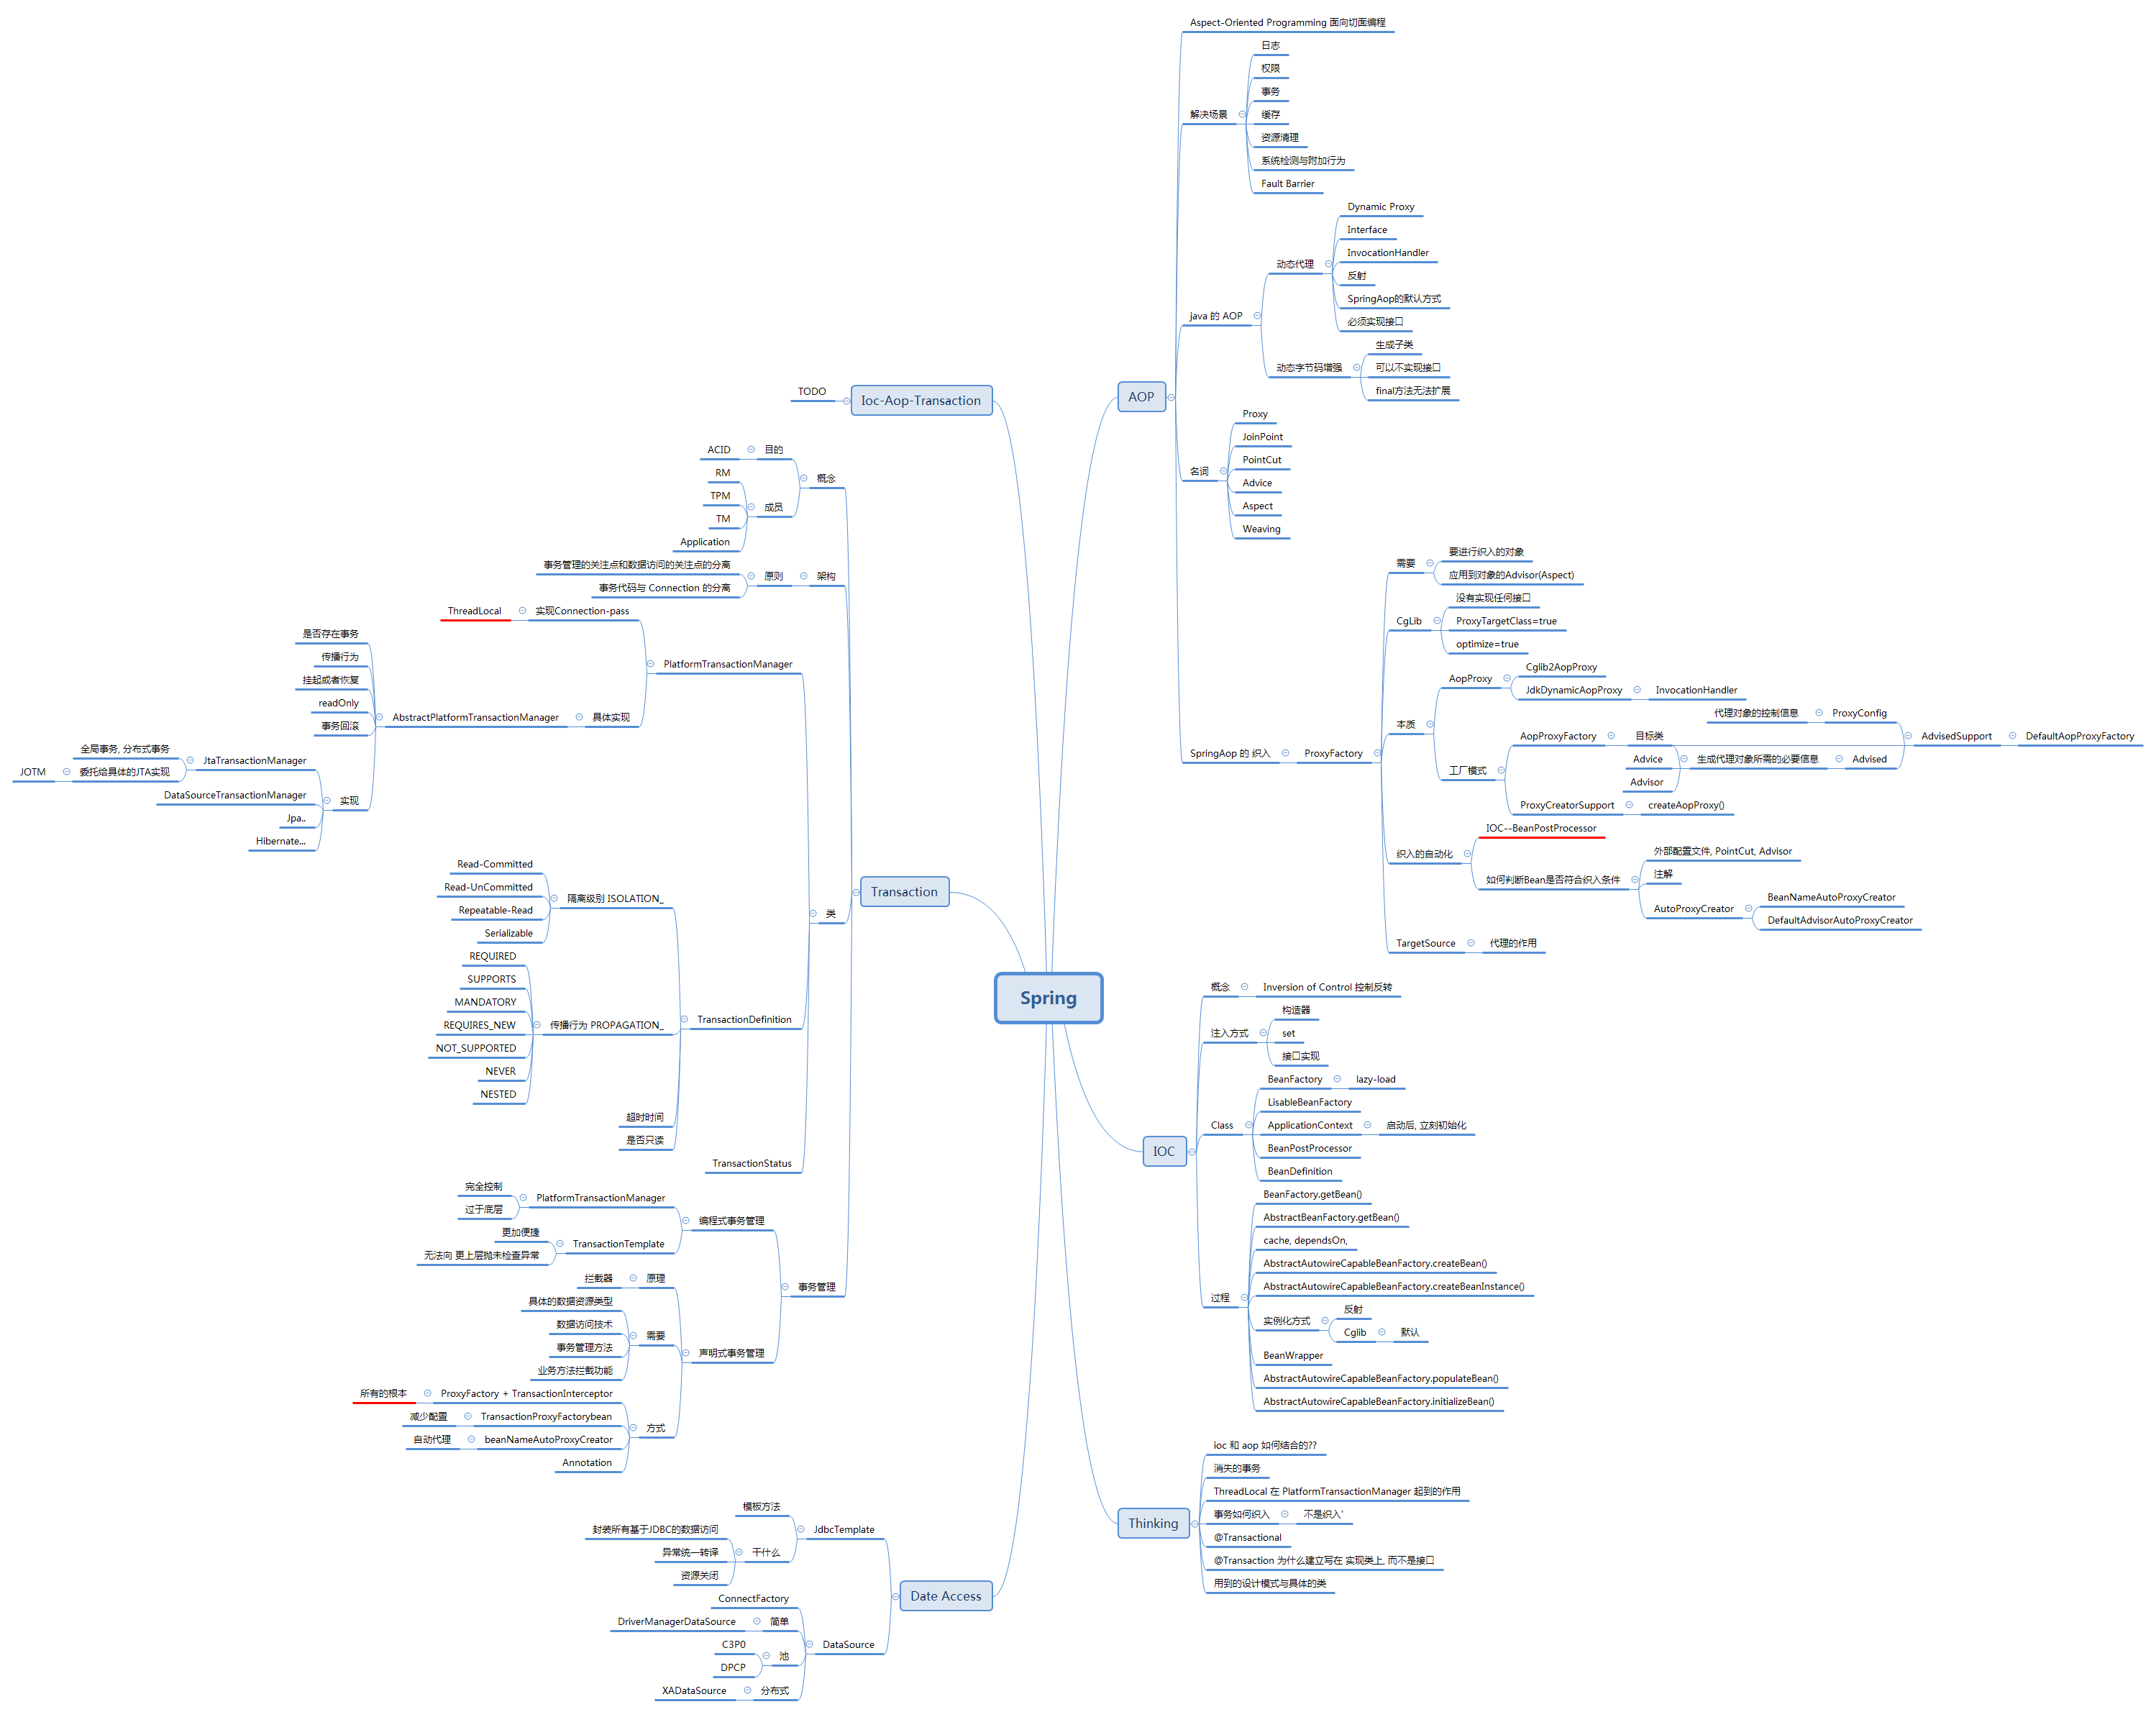 Spring
AOP
Aspect-Oriented Programming 面向切面编程
解决场景
日志
权限
事务
缓存
资源清理
系统检测与附加行为
Fault Barrier
java 的 AOP
动态代理
Dynamic Proxy
Interface
InvocationHandler
反射
SpringAop的默认方式
必须实现接口
动态字节码增强
生成子类
可以不实现接口
final方法无法扩展
名词
Proxy
JoinPoint
PointCut
Advice
Aspect
Weaving
SpringAop 的 织入
ProxyFactory
需要
要进行织入的对象
应用到对象的Advisor(Aspect)
CgLib
没有实现任何接口
ProxyTargetClass=true
optimize=true
本质
AopProxy
Cglib2AopProxy
JdkDynamicAopProxy
InvocationHandler
工厂模式
AopProxyFactory
目标类
Advice
Advisor
生成代理对象所需的必要信息
Advised
代理对象的控制信息
ProxyConfig
AdvisedSupport
DefaultAopProxyFactory
ProxyCreatorSupport
createAopProxy()
织入的自动化
IOC--BeanPostProcessor
如何判断Bean是否符合织入条件
外部配置文件, PointCut, Advisor
注解
AutoProxyCreator
BeanNameAutoProxyCreator
DefaultAdvisorAutoProxyCreator
TargetSource
代理的作用
IOC
概念
Inversion of Control 控制反转
注入方式
构造器
set
接口实现
Class
BeanFactory
lazy-load
LisableBeanFactory
ApplicationContext
启动后, 立刻初始化
BeanPostProcessor
BeanDefinition
过程
BeanFactory.getBean()
AbstractBeanFactory.getBean()
cache, dependsOn,
AbstractAutowireCapableBeanFactory.createBean()
AbstractAutowireCapableBeanFactory.createBeanInstance()
实例化方式
反射
Cglib
默认
BeanWrapper
AbstractAutowireCapableBeanFactory.populateBean()
AbstractAutowireCapableBeanFactory.initializeBean()
Thinking
ioc 和 aop 如何结合的??
消失的事务
ThreadLocal 在 PlatformTransactionManager 起到的作用
事务如何织入
不是织入'
@Transactional
@Transaction 为什么建立写在 实现类上, 而不是接口
用到的设计模式与具体的类
Ioc-Aop-Transaction
TODO
Transaction
概念
目的
ACID
成员
RM
TPM
TM
Application
架构
原则
事务管理的关注点和数据访问的关注点的分离
事务代码与 Connection 的分离
类
PlatformTransactionManager
实现Connection-pass
ThreadLocal
具体实现
AbstractPlatformTransactionManager
是否存在事务
传播行为
挂起或者恢复
readOnly
事务回滚
实现
JtaTransactionManager
全局事务, 分布式事务
委托给具体的JTA实现
JOTM
DataSourceTransactionManager
Jpa..
Hibernate...
TransactionDefinition
隔离级别 ISOLATION_
Read-Committed
Read-UnCommitted
Repeatable-Read
Serializable
传播行为 PROPAGATION_
REQUIRED
SUPPORTS
MANDATORY
REQUIRES_NEW
NOT_SUPPORTED
NEVER
NESTED
超时时间
是否只读
TransactionStatus
事务管理
编程式事务管理
PlatformTransactionManager
完全控制
过于底层
TransactionTemplate
更加便捷
无法向 更上层抛未检查异常
声明式事务管理
原理
拦截器
需要
具体的数据资源类型
数据访问技术
事务管理方法
业务方法拦截功能
方式
ProxyFactory + TransactionInterceptor
所有的根本
TransactionProxyFactorybean
减少配置
beanNameAutoProxyCreator
自动代理
Annotation
Date Access
JdbcTemplate
模板方法
干什么
封装所有基于JDBC的数据访问
异常统一转译
资源关闭
DataSource
ConnectFactory
简单
DriverManagerDataSource
池
C3P0
DPCP
分布式
XADataSource